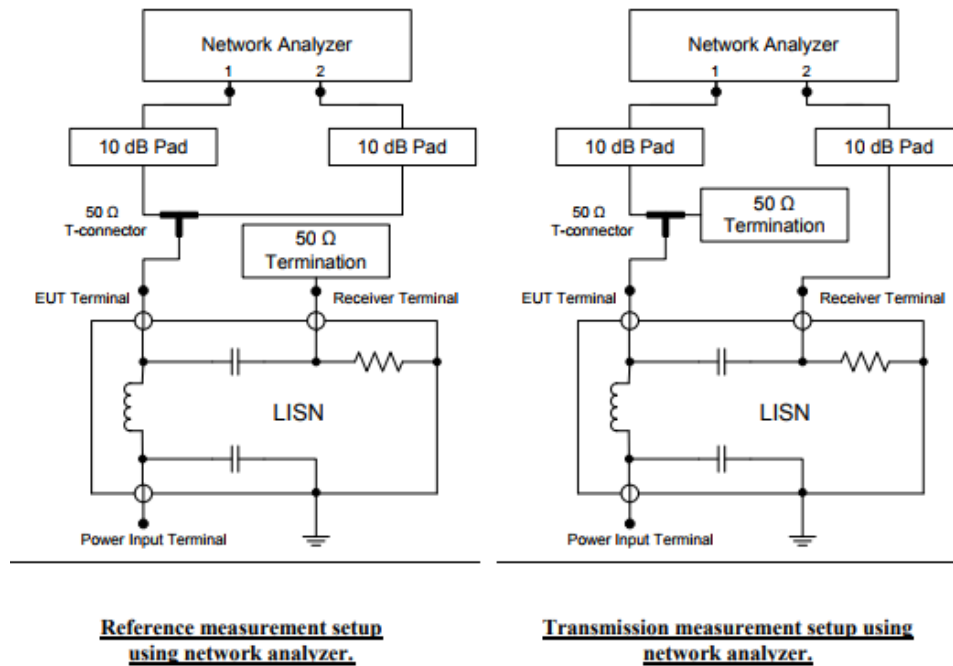 Network Analyzer
1 2
10 dB Pad
10 dB Pad
50 Ω
T-connector
50 Ω
Termination
EUT Terminal
Receiver Terminal
LISN
Power Input Terminal
Reference measurement setup
using network analyzer.
Network Analyzer
1 2
10 dB Pad
10 dB Pad
50 Ω
T-connector
50 Ω
Termination
EUT Terminal
Receiver Terminal
LISN
Power Input Terminal
Transmission measurement setup using
network analyzer.